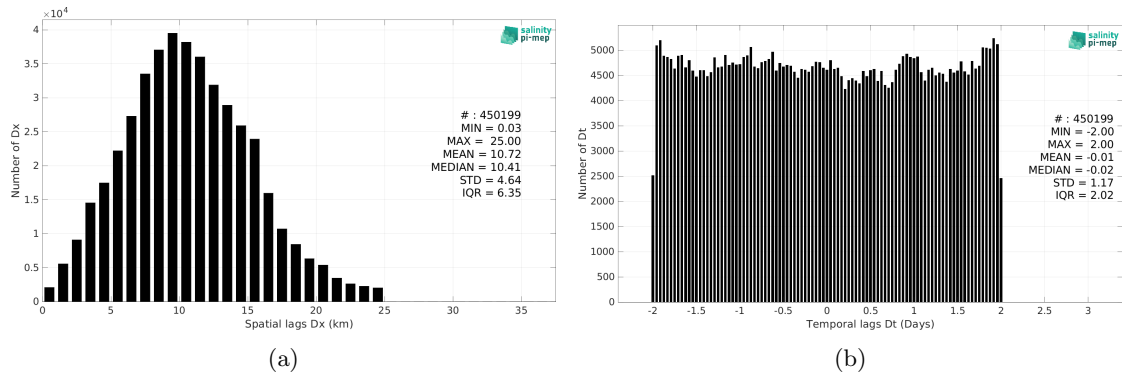 ×10⁴
4
3.5
3
2.5
2
1.5
1
0.5
0
Number of Dx
0 5 10 15 20 25 30 35
Spatial lags Dx (km)
salinity
pi-mep
# : 450199
MIN = 0.03
MAX = 25.00
MEAN = 10.72
MEDIAN = 10.41
STD = 4.64
IQR = 6.35
(a)
5000
4500
4000
3500
3000
2500
2000
1500
1000
500
0
Number of Dt
-2 -1.5 -1 -0.5 0 0.5 1 1.5 2 2.5 3
Temporal lags Dt (Days)
salinity
pi-mep
# : 450199
MIN = -2.00
MAX = 2.00
MEAN = -0.01
MEDIAN = -0.02
STD = 1.17
IQR = 2.02
(b)